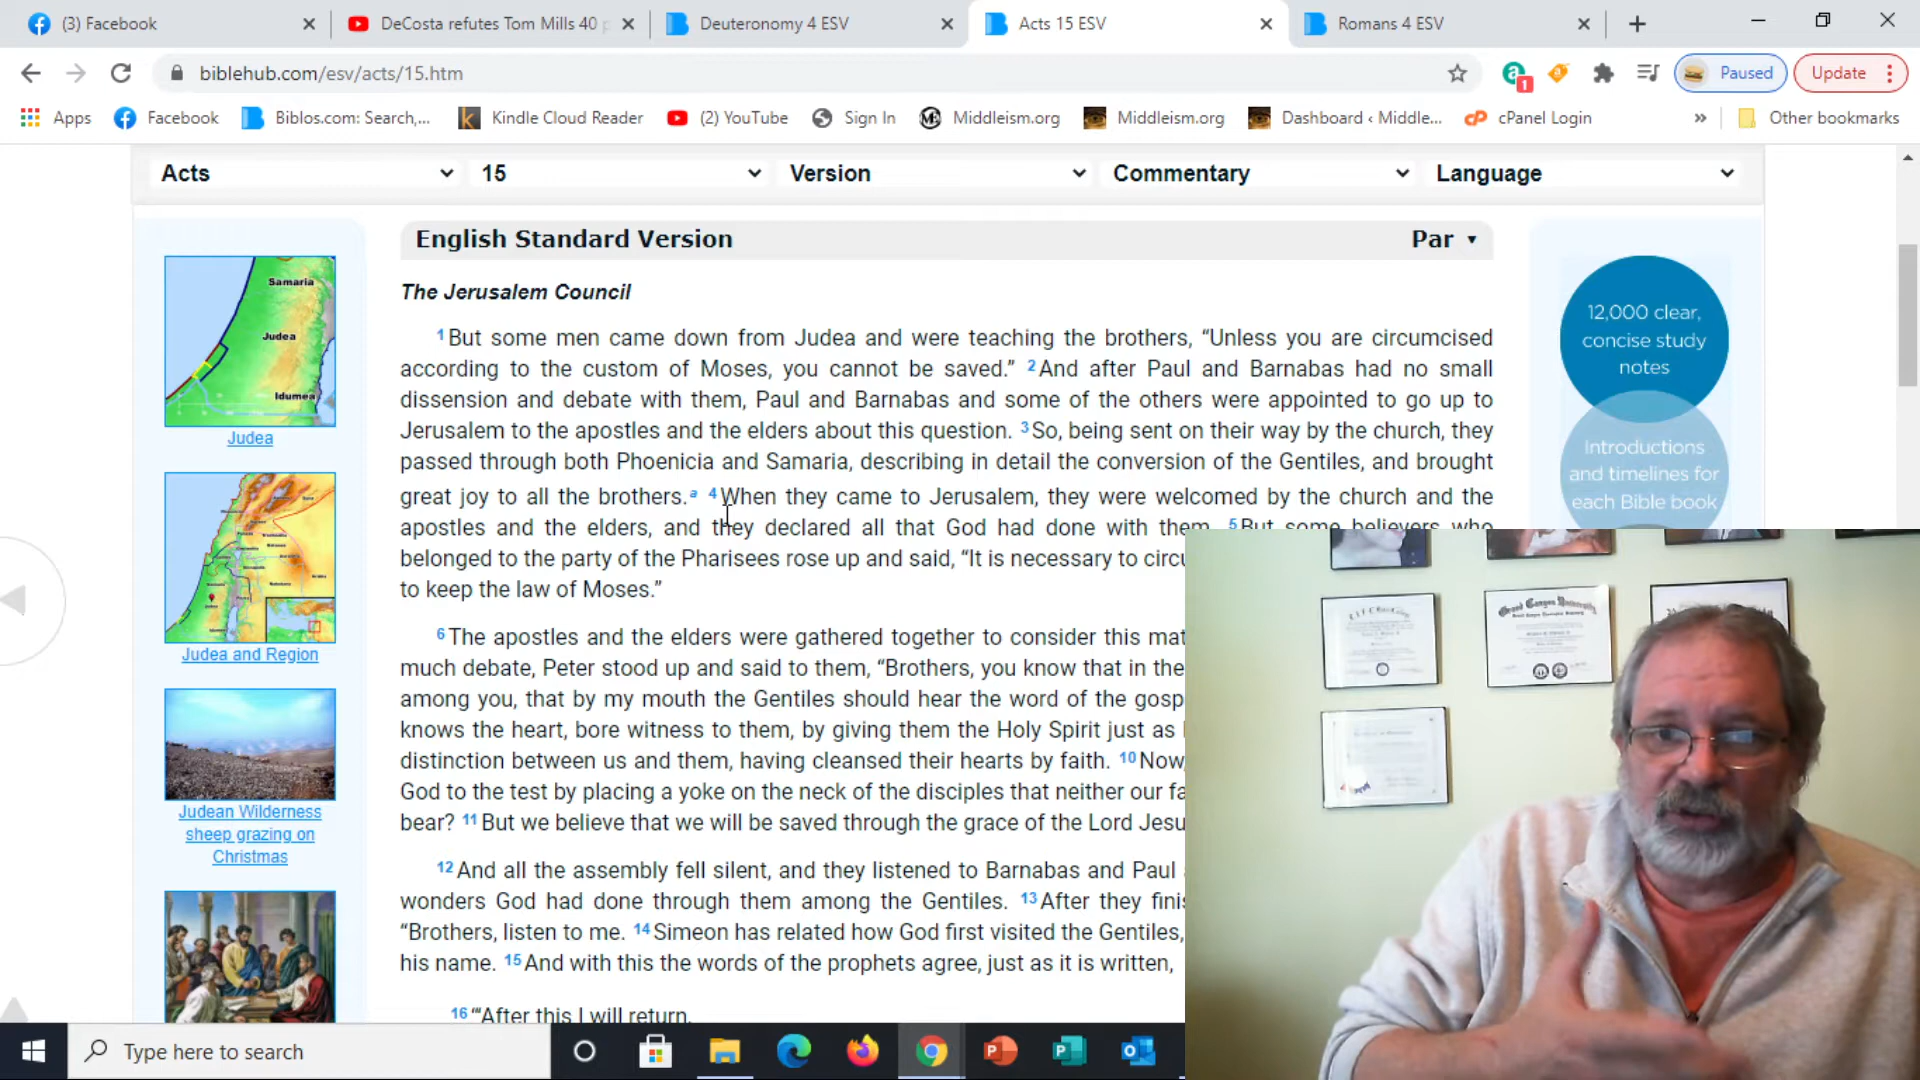 (3) Facebook
DeCosta refutes Tom Mills 40 p
Deuteronomy 4 ESV
Acts 15 ESV
Romans 4 ESV
biblehub.com/esv/acts/15.htm
1
Paused
Update
Apps
Facebook
Biblos.com: Search,...
Kindle Cloud Reader
(2) YouTube
Sign In
Middleism.org
Middleism.org
Dashboard ‹ Middle...
cPanel Login
»
Other bookmarks
Acts
15
Version
Commentary
Language
English Standard Version
Par ▼
The Jerusalem Council
1 But some men came down from Judea and were teaching the brothers, “Unless you are circumcised
according to the custom of Moses, you cannot be saved.” 2 And after Paul and Barnabas had no small
dissension and debate with them, Paul and Barnabas and some of the others were appointed to go up to
Jerusalem to the apostles and the elders about this question. 3 So, being sent on their way by the church, they
passed through both Phoenicia and Samaria, describing in detail the conversion of the Gentiles, and brought
great joy to all the brothers. a 4 When they came to Jerusalem, they were welcomed by the church and the
apostles and the elders, and they declared all that God had done with them. 5 But some believers who
belonged to the party of the Pharisees rose up and said, “It is necessary to circu
to keep the law of Moses.”
6 The apostles and the elders were gathered together to consider this mat
much debate, Peter stood up and said to them, “Brothers, you know that in the
among you, that by my mouth the Gentiles should hear the word of the gosp
knows the heart, bore witness to them, by giving them the Holy Spirit just as
distinction between us and them, having cleansed their hearts by faith. 10 Now,
God to the test by placing a yoke on the neck of the disciples that neither our fa
bear? 11 But we believe that we will be saved through the grace of the Lord Jesu
12 And all the assembly fell silent, and they listened to Barnabas and Paul
wonders God had done through them among the Gentiles. 13 After they finis
“Brothers, listen to me. 14 Simeon has related how God first visited the Gentiles,
his name. 15 And with this the words of the prophets agree, just as it is written,
16 “‘After this I will return,
Samaria
Judea
Idumea
Judea
Judea and Region
Judean Wilderness
sheep grazing on
Christmas
12,000 clear,
concise study
notes
Introductions
and timelines for
each Bible book
Grand Canyon University
Type here to search